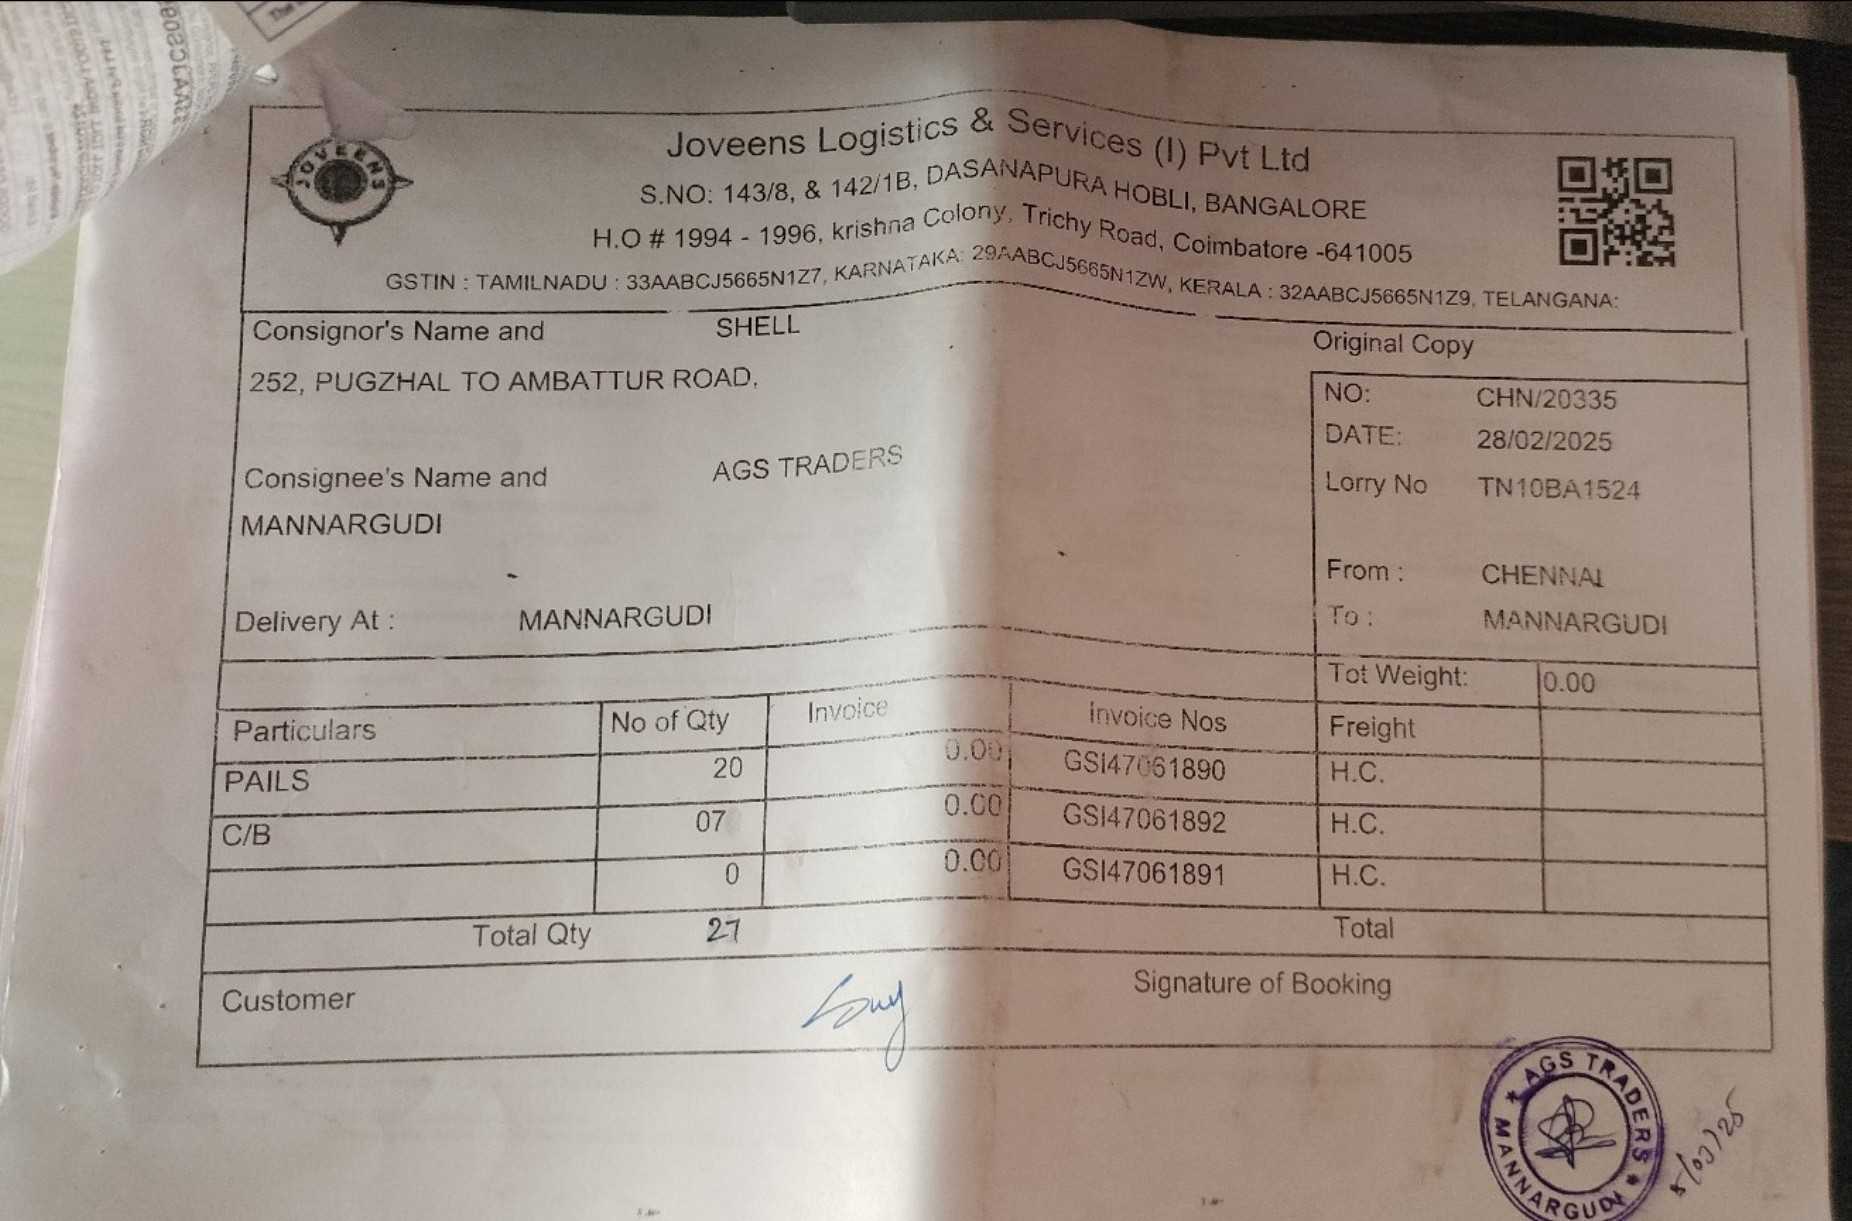 JOVEENS
Joveens Logistics & Services (I) Pvt Ltd
S.NO: 143/8, & 142/1B, DASANAPURA HOBLI, BANGALORE
H.O # 1994 - 1996, krishna Colony, Trichy Road, Coimbatore -641005
GSTIN : TAMILNADU : 33AABCJ5665N1Z7, KARNATAKA: 29AABCJ5665N1ZW, KERALA : 32AABCJ5665N1Z9, TELANGANA:
Consignor's Name and SHELL
252, PUGZHAL TO AMBATTUR ROAD,
Consignee's Name and AGS TRADERS
MANNARGUDI
Delivery At : MANNARGUDI
Original Copy
NO: CHN/20335
DATE: 28/02/2025
Lorry No TN10BA1524
From : CHENNAI
To : MANNARGUDI
Tot Weight: 0.00
Particulars No of Qty Invoice Invoice Nos Freight
PAILS 20 0.00 GSI47061890 H.C.
C/B 07 0.00 GSI47061892 H.C.
0 0.00 GSI47061891 H.C.
Total Qty 27 Total
Customer Signature of Booking
AGS TRADERS
MANNARGUDI
5/03/25